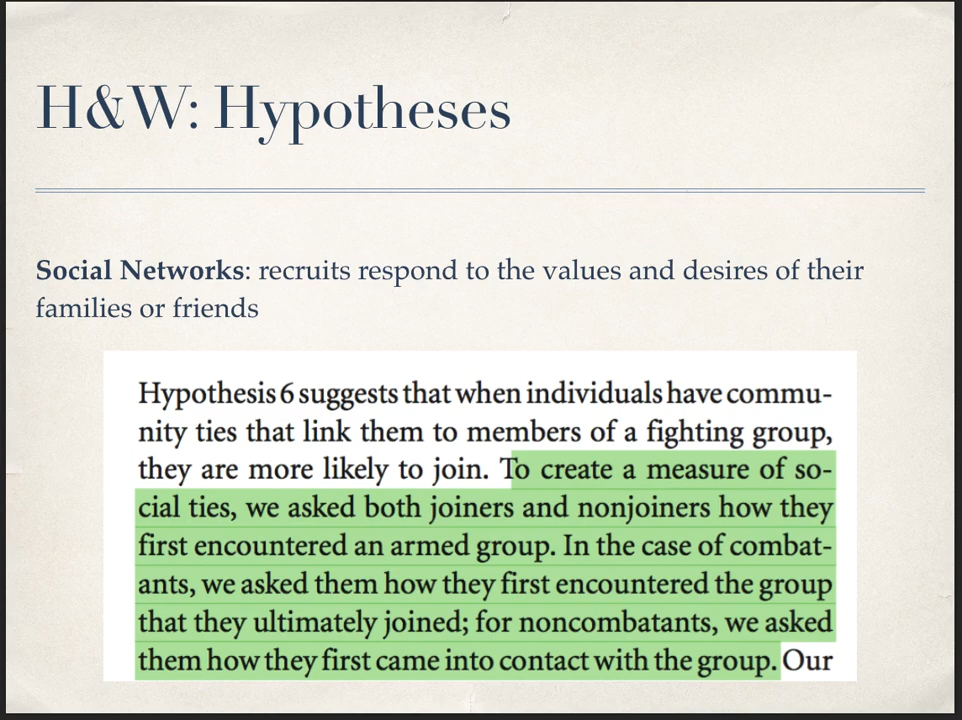 H&W: Hypotheses
Social Networks: recruits respond to the values and desires of their
families or friends
Hypothesis 6 suggests that when individuals have commu-
nity ties that link them to members of a fighting group,
they are more likely to join. To create a measure of so-
cial ties, we asked both joiners and nonjoiners how they
first encountered an armed group. In the case of combat-
ants, we asked them how they first encountered the group
that they ultimately joined; for noncombatants, we asked
them how they first came into contact with the group. Our